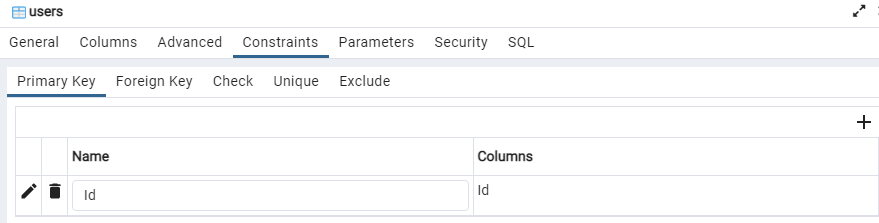 users
General Columns Advanced Constraints Parameters Security SQL
Primary Key Foreign Key Check Unique Exclude
Name Columns
Id Id